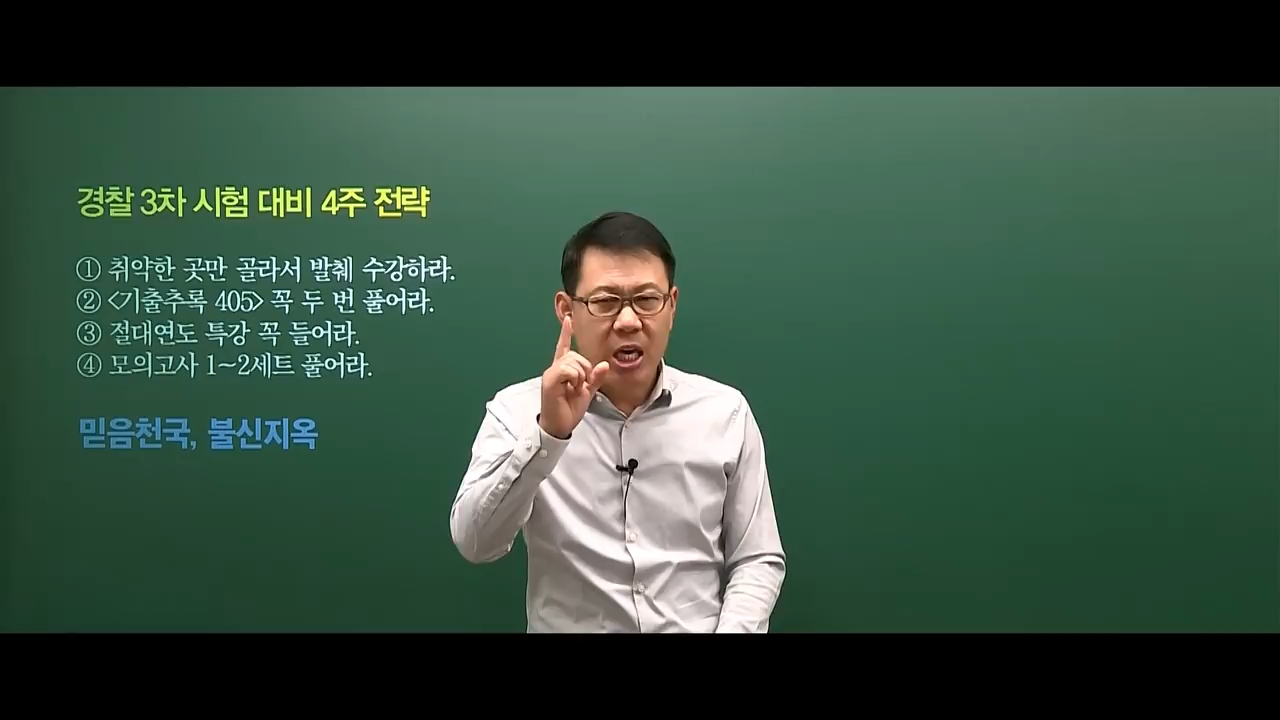 경찰 3차 시험 대비 4주 전략
① 취약한 곳만 골라서 발췌 수강하라.
② <기출추록 405> 꼭 두 번 풀어라.
③ 절대연도 특강 꼭 들어라.
④ 모의고사 1~2세트 풀어라.
믿음천국, 불신지옥